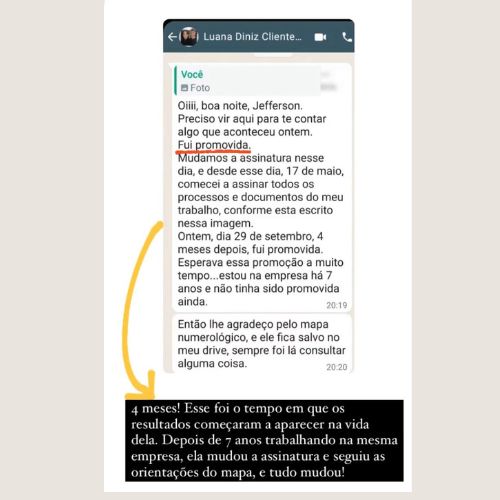 Luana Diniz Cliente...
Você
Foto
Oiiii, boa noite, Jefferson.
Preciso vir aqui para te contar
algo que aconteceu ontem.
Fui promovida.
Mudamos a assinatura nesse
dia, e desde esse dia, 17 de maio,
comecei a assinar todos os
processos e documentos do meu
trabalho, conforme esta escrito
nessa imagem.
Ontem, dia 29 de setembro, 4
meses depois, fui promovida.
Esperava essa promoção a muito
tempo...estou na empresa há 7
anos e não tinha sido promovida
ainda.
20:19
Então lhe agradeço pelo mapa
numerológico, e ele fica salvo no
meu drive, sempre foi lá consultar
alguma coisa.
20:20
4 meses! Esse foi o tempo em que os
resultados começaram a aparecer na vida
dela. Depois de 7 anos trabalhando na mesma
empresa, ela mudou a assinatura e seguiu as
orientações do mapa, e tudo mudou!